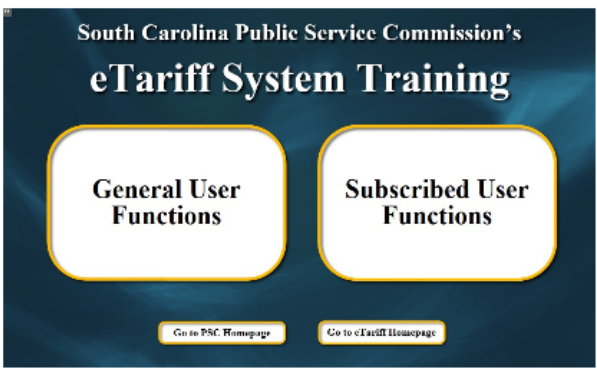 South Carolina Public Service Commission's
eTariff System Training
General User
Functions
Subscribed User
Functions
Go to PSC Homepage
Go to eTariff Homepage